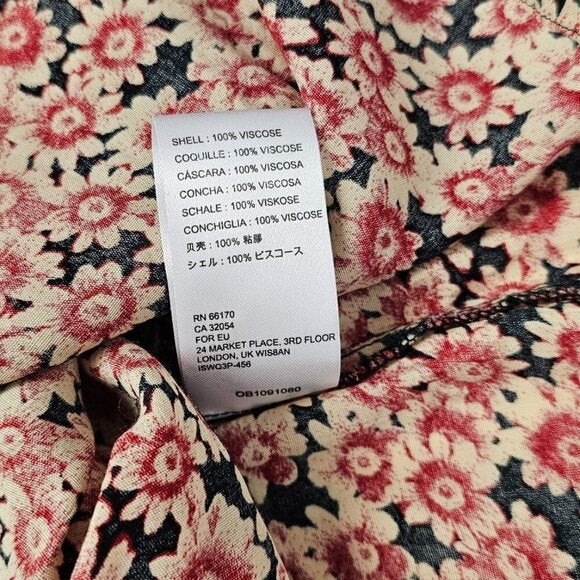 SHELL : 100% VISCOSE
COQUILLE : 100% VISCOSE
CÁSCARA : 100% VISCOSA
CONCHA : 100% VISCOSA
SCHALE : 100% VISKOSE
CONCHIGLIA : 100% VISCOSE
贝壳 : 100% 粘膠
シェル : 100% ビスコース
RN 66170
CA 32054
FOR EU
24 MARKET PLACE, 3RD FLOOR
LONDON, UK WIS8AN
ISWQ3P-456
OB1091080